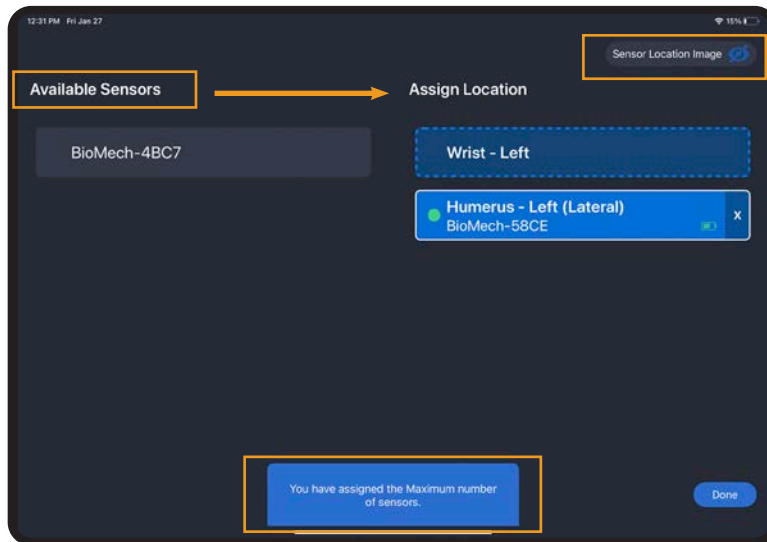 12:31 PM Fri Jan 27
15%
Sensor Location Image
Available Sensors
Assign Location
BioMech-4BC7
Wrist - Left
Humerus - Left (Lateral)
BioMech-58CE
X
You have assigned the Maximum number
of sensors.
Done